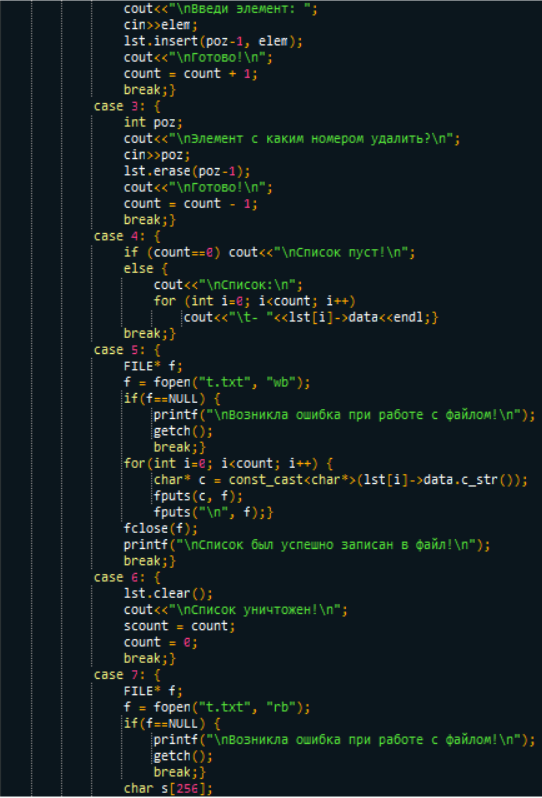 cout<<"\nВведи элемент: ";
cin>>elem;
lst.insert(poz-1, elem);
cout<<"\nГотово!\n";
count = count + 1;
break;}
case 3: {
int poz;
cout<<"\nЭлемент с каким номером удалить?\n";
cin>>poz;
lst.erase(poz-1);
cout<<"\nГотово!\n";
count = count - 1;
break;}
case 4: {
if (count==0) cout<<"\nСписок пуст!\n";
else {
cout<<"\nСписок:\n";
for (int i=0; i<count; i++)
cout<<"\t- "<<lst[i]->data<<endl;}
break;}
case 5: {
FILE* f;
f = fopen("t.txt", "wb");
if(f==NULL) {
printf("\nВозникла ошибка при работе с файлом!\n");
getch();
break;}
for(int i=0; i<count; i++) {
char* c = const_cast<char*>(lst[i]->data.c_str());
fputs(c, f);
fputs("\n", f);}
fclose(f);
printf("\nСписок был успешно записан в файл!\n");
break;}
case 6: {
lst.clear();
cout<<"\nСписок уничтожен!\n";
scount = count;
count = 0;
break;}
case 7: {
FILE* f;
f = fopen("t.txt", "rb");
if(f==NULL) {
printf("\nВозникла ошибка при работе с файлом!\n");
getch();
break;}
char s[256];